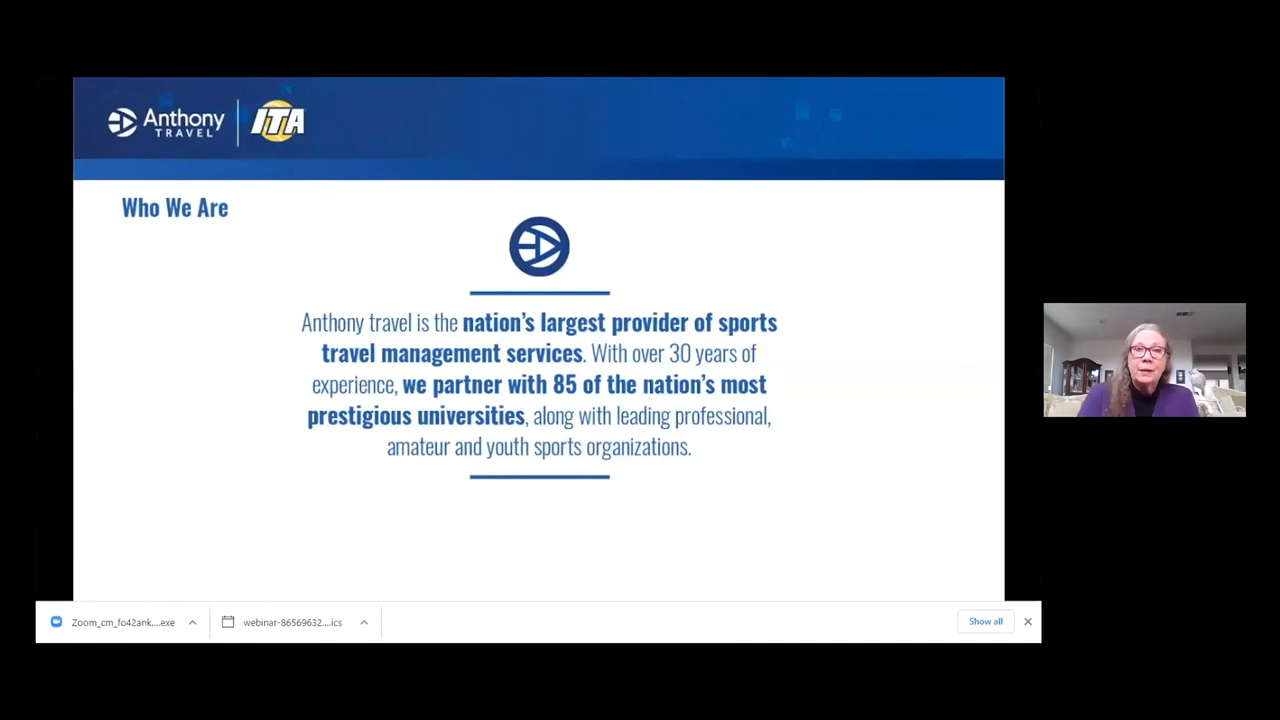 Anthony
TRAVEL
ITA
Who We Are
Anthony travel is the nation's largest provider of sports
travel management services. With over 30 years of
experience, we partner with 85 of the nation's most
prestigious universities, along with leading professional,
amateur and youth sports organizations.
Zoom_cm_fo42ank....exe
webinar-86569632....ics
Show all